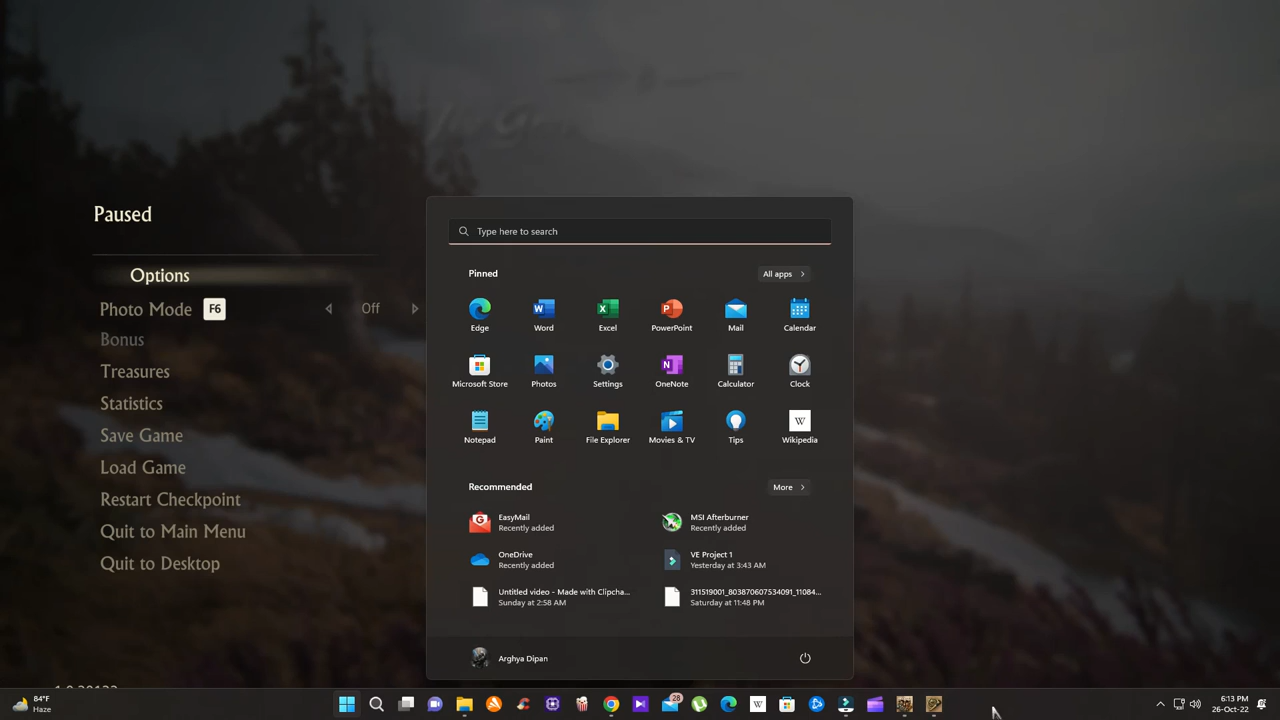 Paused
Options
Photo Mode F6 Off
Bonus
Treasures
Statistics
Save Game
Load Game
Restart Checkpoint
Quit to Main Menu
Quit to Desktop
Type here to search
Pinned
All apps
Edge
Word
Excel
PowerPoint
Mail
Calendar
Microsoft Store
Photos
Settings
OneNote
Calculator
Clock
Notepad
Paint
File Explorer
Movies & TV
Tips
Wikipedia
Recommended
More
EasyMail
Recently added
MSI Afterburner
Recently added
OneDrive
Recently added
VE Project 1
Yesterday at 3:43 AM
Untitled video - Made with Clipcha...
Sunday at 2:58 AM
311519001_803870607534091_11084...
Saturday at 11:48 PM
Arghya Dipan
84°F
Haze
28
6:13 PM
26-Oct-22